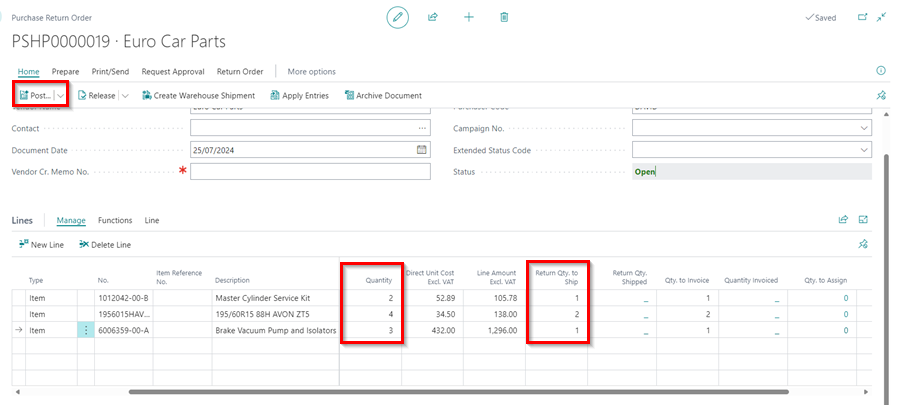 Purchase Return Order
Saved
PSHP0000019 · Euro Car Parts
Home Prepare Print/Send Request Approval Return Order More options
Post... Release Create Warehouse Shipment Apply Entries Archive Document
Contact Campaign No.
Document Date 25/07/2024 Extended Status Code
Vendor Cr. Memo No. * Status Open
Lines Manage Functions Line
New Line Delete Line
Type No. Item Reference No. Description Quantity Direct Unit Cost Excl. VAT Line Amount Excl. VAT Return Qty. to Ship Return Qty. Shipped Qty. to Invoice Quantity Invoiced Qty. to Assign
Item 1012042-00-B Master Cylinder Service Kit 2 52.89 105.78 1 _ 1 _ 0
Item 1956015HAV... 195/60R15 88H AVON ZT5 4 34.50 138.00 2 _ 2 _ 0
Item 6006359-00-A Brake Vacuum Pump and Isolators 3 432.00 1,296.00 1 _ 1 _ 0